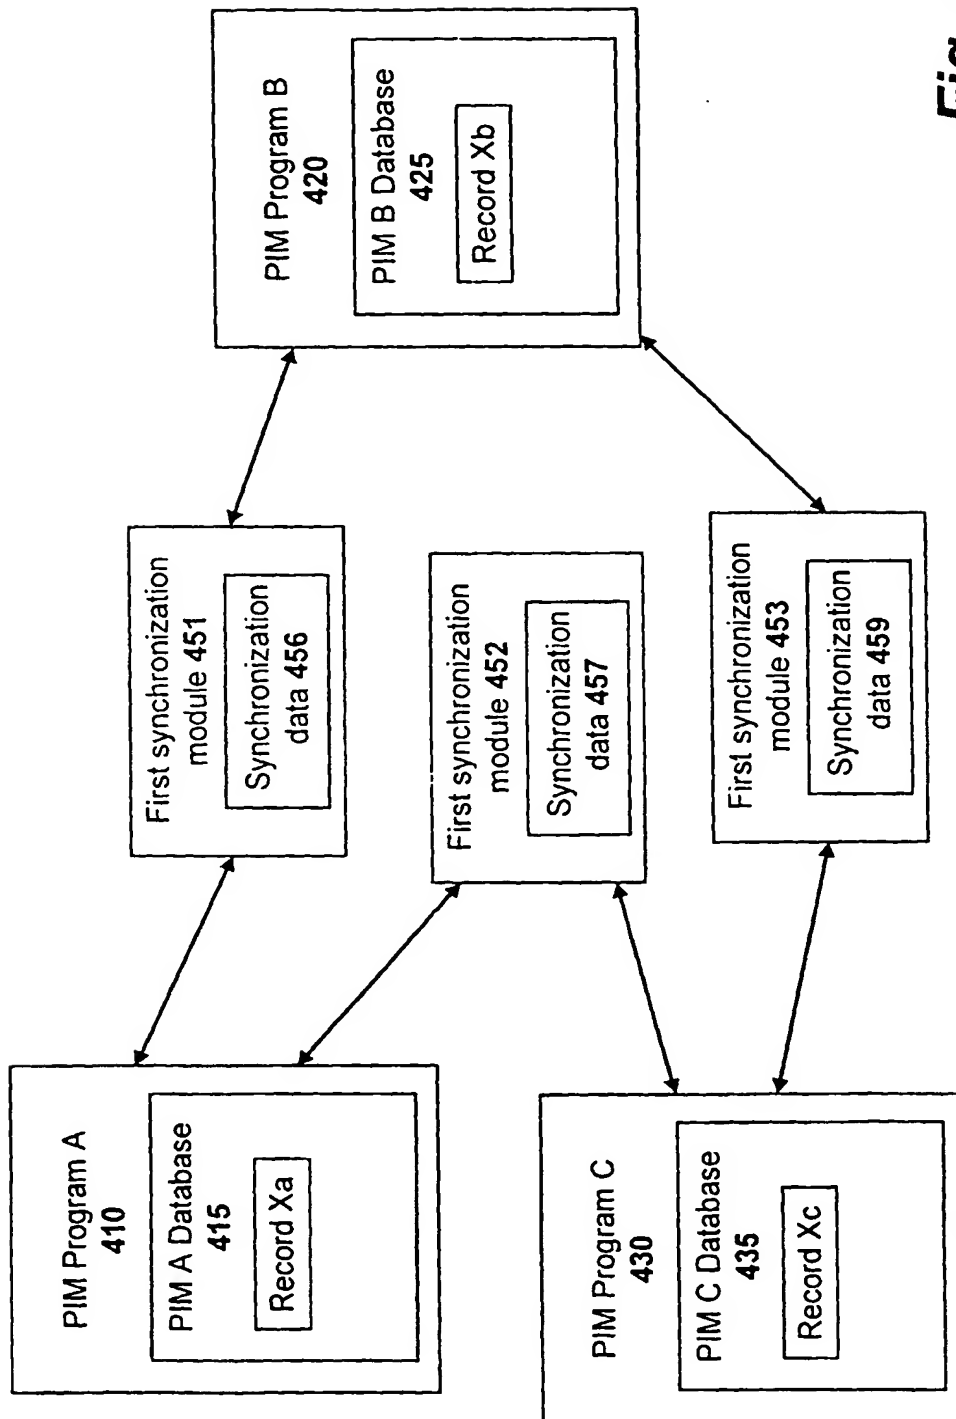 PIM Program A
410
PIM A Database
415
Record Xa
First synchronization
module 451
Synchronization
data 456
PIM Program B
420
PIM B Database
425
Record Xb
First synchronization
module 452
Synchronization
data 457
PIM Program C
430
PIM C Database
435
Record Xc
First synchronization
module 453
Synchronization
data 459